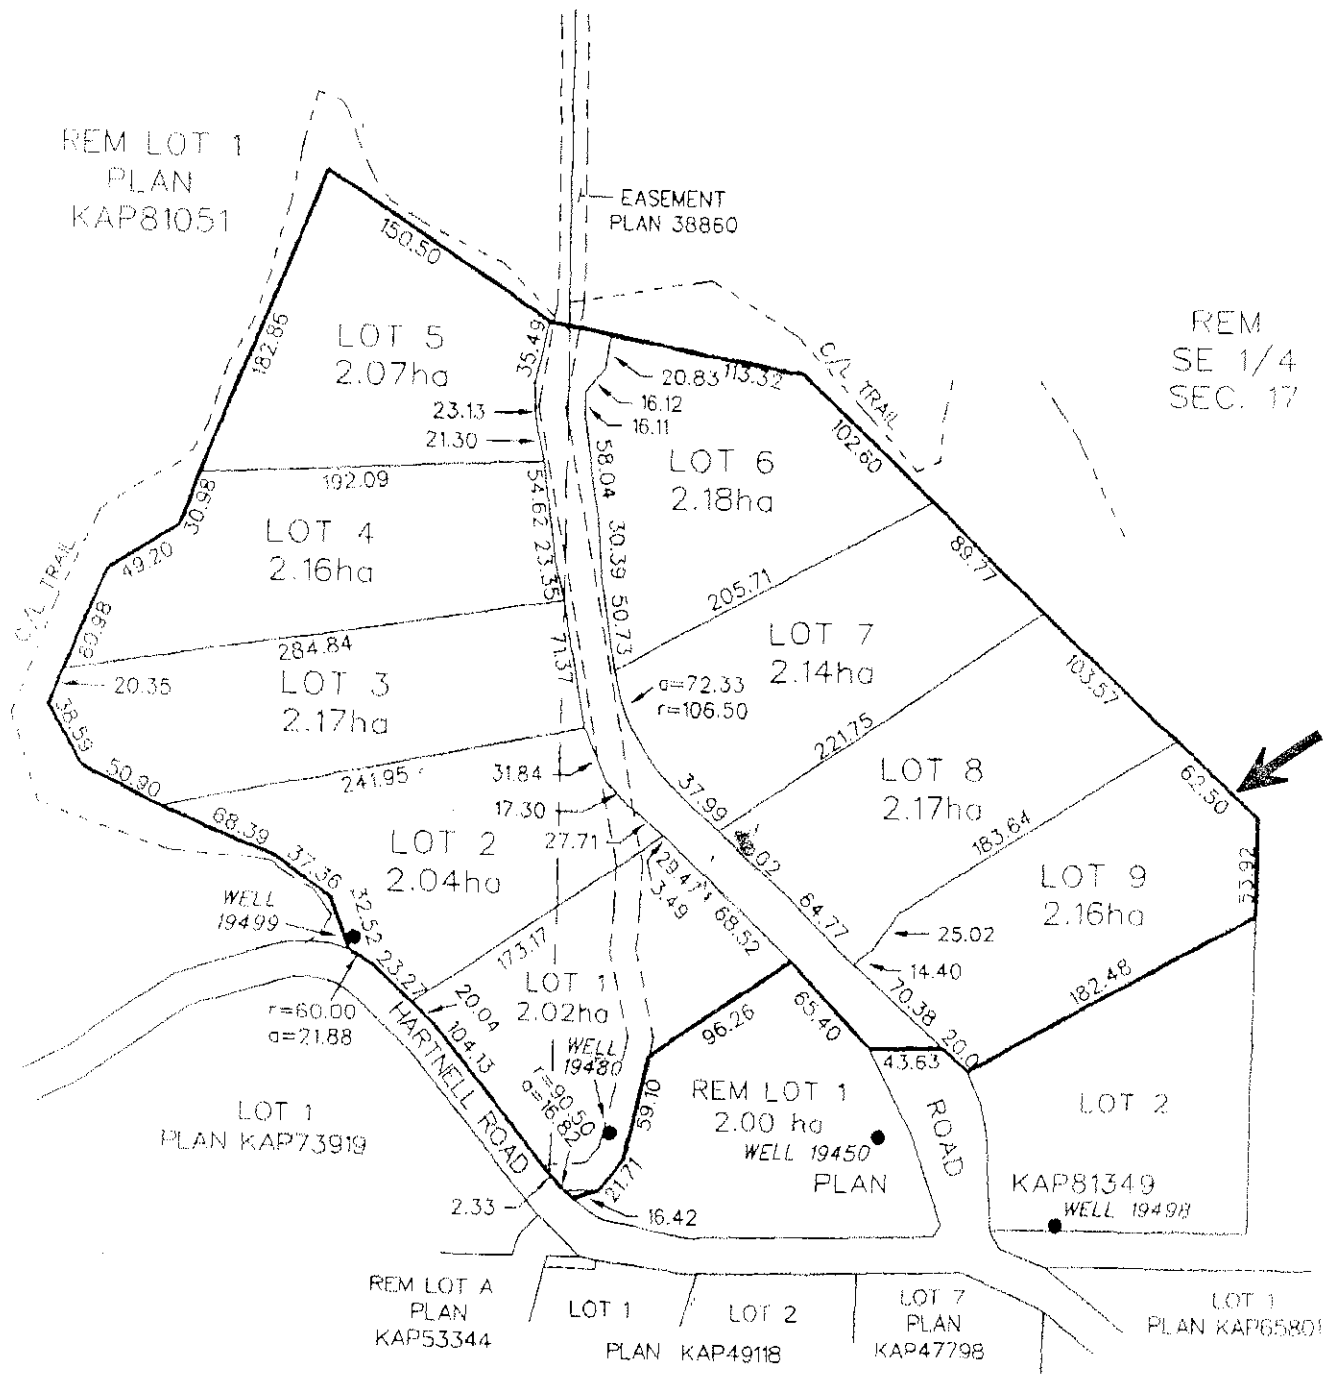 REM LOT 1
PLAN
KAP81051
EASEMENT
PLAN 38860
150.50
REM
SE 1/4
SEC. 17
182.86
LOT 5
2.07ha
35.49
20.83
113.32
C/L TRAIL
23.13
16.12
21.30
16.11
102.60
LOT 6
2.18ha
58.04
192.09
54.62
30.98
LOT 4
2.16ha
49.20
23.35
30.39
89.77
C/L TRAIL
205.71
50.73
80.98
284.84
71.37
LOT 7
2.14ha
20.35
LOT 3
2.17ha
a=72.33
r=106.50
103.57
38.59
221.75
50.90
241.95
31.84
LOT 8
2.17ha
62.50
17.30
37.99
68.39
27.71
LOT 2
2.04ha
183.64
29.47
3.49
37.36
WELL
19499
32.52
68.52
64.77
LOT 9
2.16ha
53.92
25.02
173.17
14.40
23.27
LOT 1
2.02ha
182.48
20.04
70.38
r=60.00
a=21.88
104.13
65.40
96.26
20.0
WELL
19480
43.63
HARTNELL ROAD
r=90.50
a=16.82
59.10
REM LOT 1
2.00 ha
WELL 19450
PLAN
ROAD
LOT 2
LOT 1
PLAN KAP73919
21.71
KAP81349
WELL 19498
2.33
16.42
REM LOT A
PLAN
KAP53344
LOT 1
LOT 2
PLAN KAP49118
LOT 7
PLAN
KAP47798
LOT 1
PLAN KAP6580